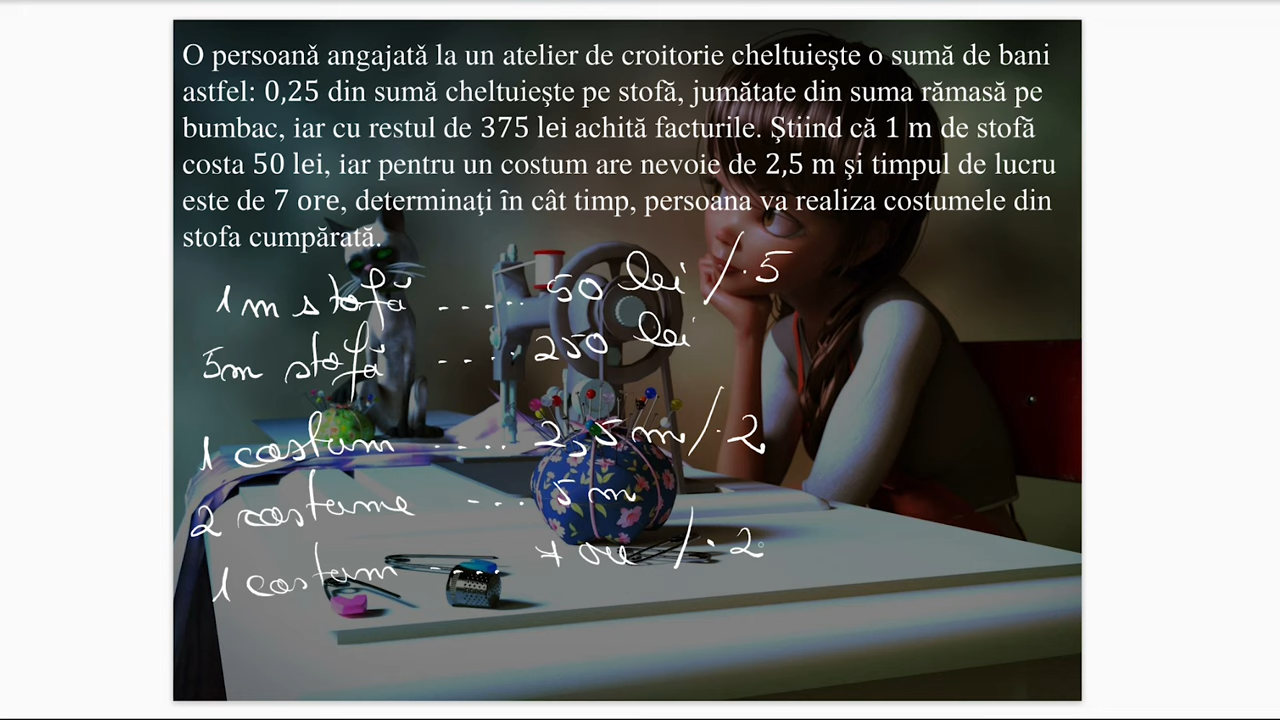 O persoană angajată la un atelier de croitorie cheltuieşte o sumă de bani
astfel: 0,25 din sumă cheltuieşte pe stofă, jumătate din suma rămasă pe
bumbac, iar cu restul de 375 lei achită facturile. Ştiind că 1 m de stofă
costa 50 lei, iar pentru un costum are nevoie de 2,5 m şi timpul de lucru
este de 7 ore, determinaţi în cât timp, persoana va realiza costumele din
stofa cumpărată.
1m stofă ..... 50 lei /·5
5m stofă .... 250 lei
1 costum .... 2,5 m /·2
2 costume ... 5 m
1 costum .... 7 ore /·2